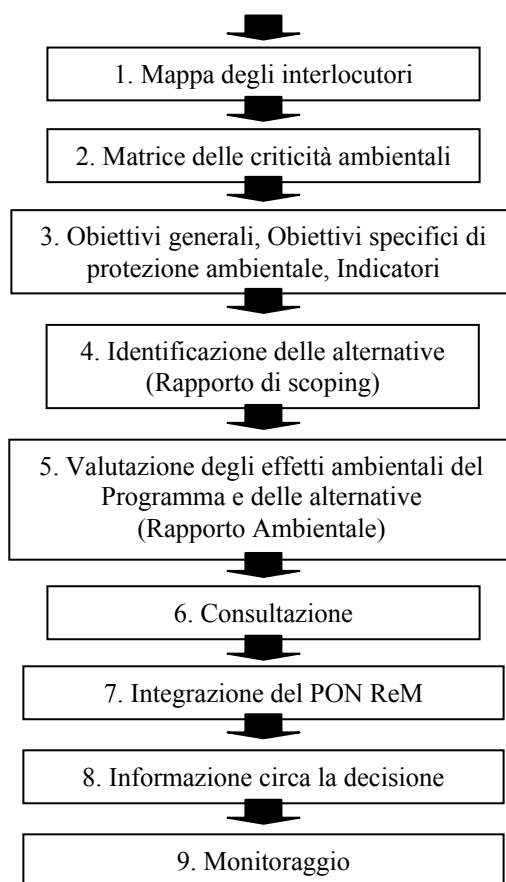 1. Mappa degli interlocutori
2. Matrice delle criticità ambientali
3. Obiettivi generali, Obiettivi specifici di
protezione ambientale, Indicatori
4. Identificazione delle alternative
(Rapporto di scoping)
5. Valutazione degli effetti ambientali del
Programma e delle alternative
(Rapporto Ambientale)
6. Consultazione
7. Integrazione del PON ReM
8. Informazione circa la decisione
9. Monitoraggio